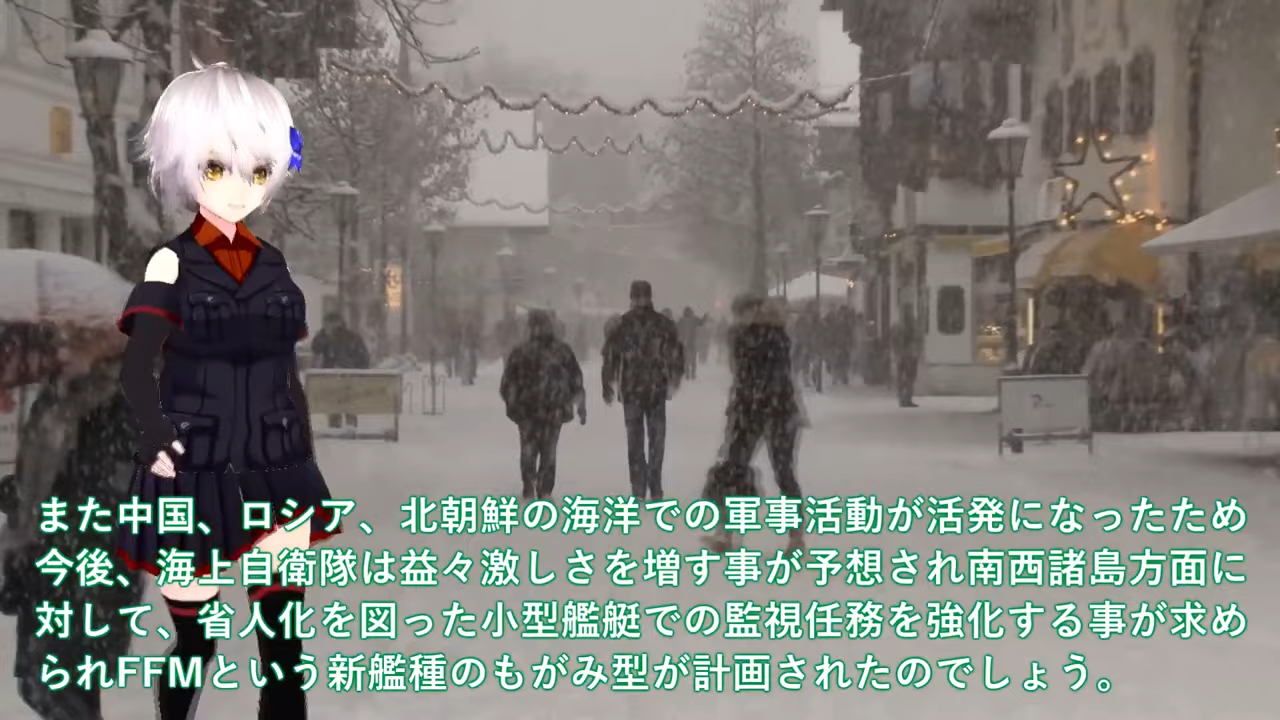 また中国、ロシア、北朝鮮の海洋での軍事活動が活発になったため
今後、海上自衛隊は益々激しさを増す事が予想され南西諸島方面に
対して、省人化を図った小型艦艇での監視任務を強化する事が求め
られFFMという新艦種のもがみ型が計画されたのでしょう。